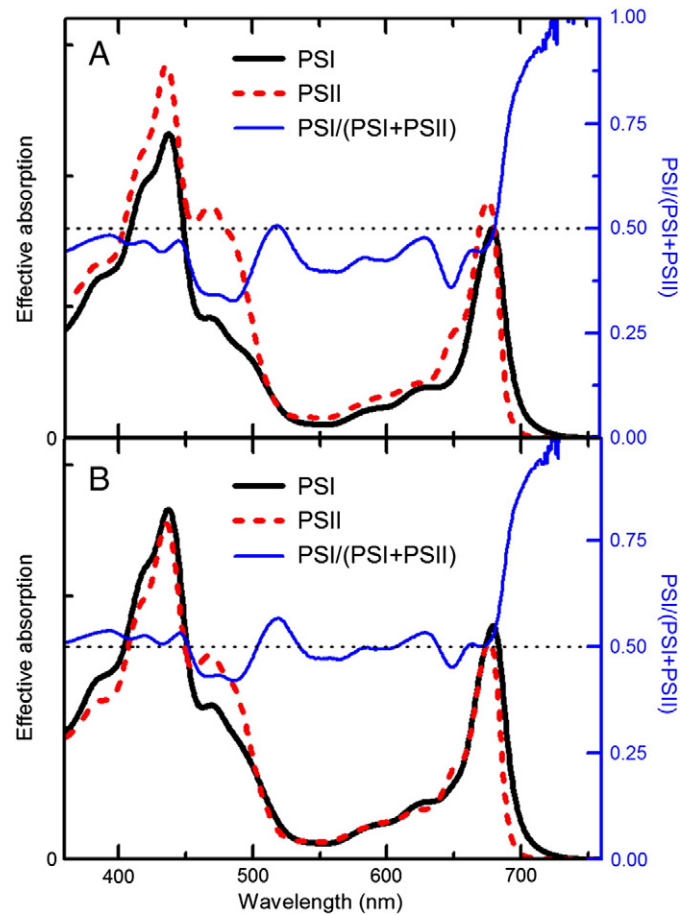 A
PSI
PSII
PSI/(PSI+PSII)
Effective absorption
0
1.00
0.75
0.50
0.25
0.00
PSI/(PSI+PSII)
B
PSI
PSII
PSI/(PSI+PSII)
Effective absorption
0
0.75
0.50
0.25
0.00
PSI/(PSI+PSII)
400
500
600
700
Wavelength (nm)